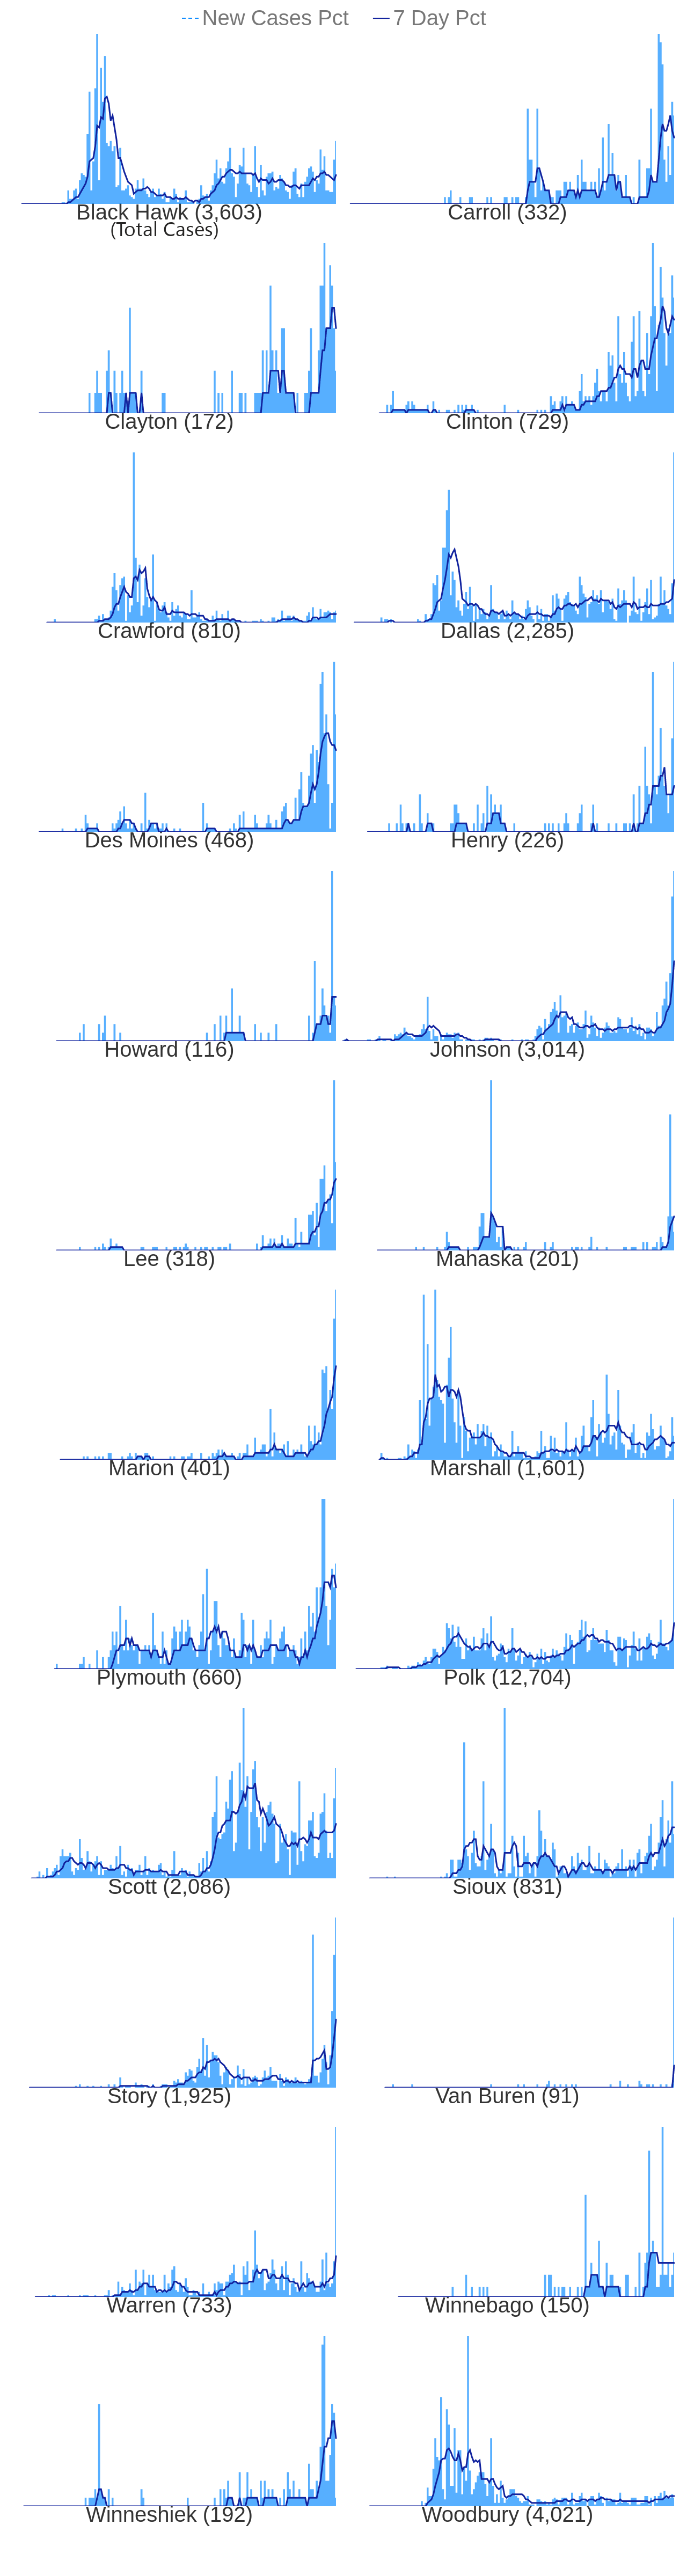 New Cases Pct 7 Day Pct
Black Hawk (3,603) Carroll (332)
(Total Cases)
Clayton (172) Clinton (729)
Crawford (810) Dallas (2,285)
Des Moines (468) Henry (226)
Howard (116) Johnson (3,014)
Lee (318) Mahaska (201)
Marion (401) Marshall (1,601)
Plymouth (660) Polk (12,704)
Scott (2,086) Sioux (831)
Story (1,925) Van Buren (91)
Warren (733) Winnebago (150)
Winneshiek (192) Woodbury (4,021)